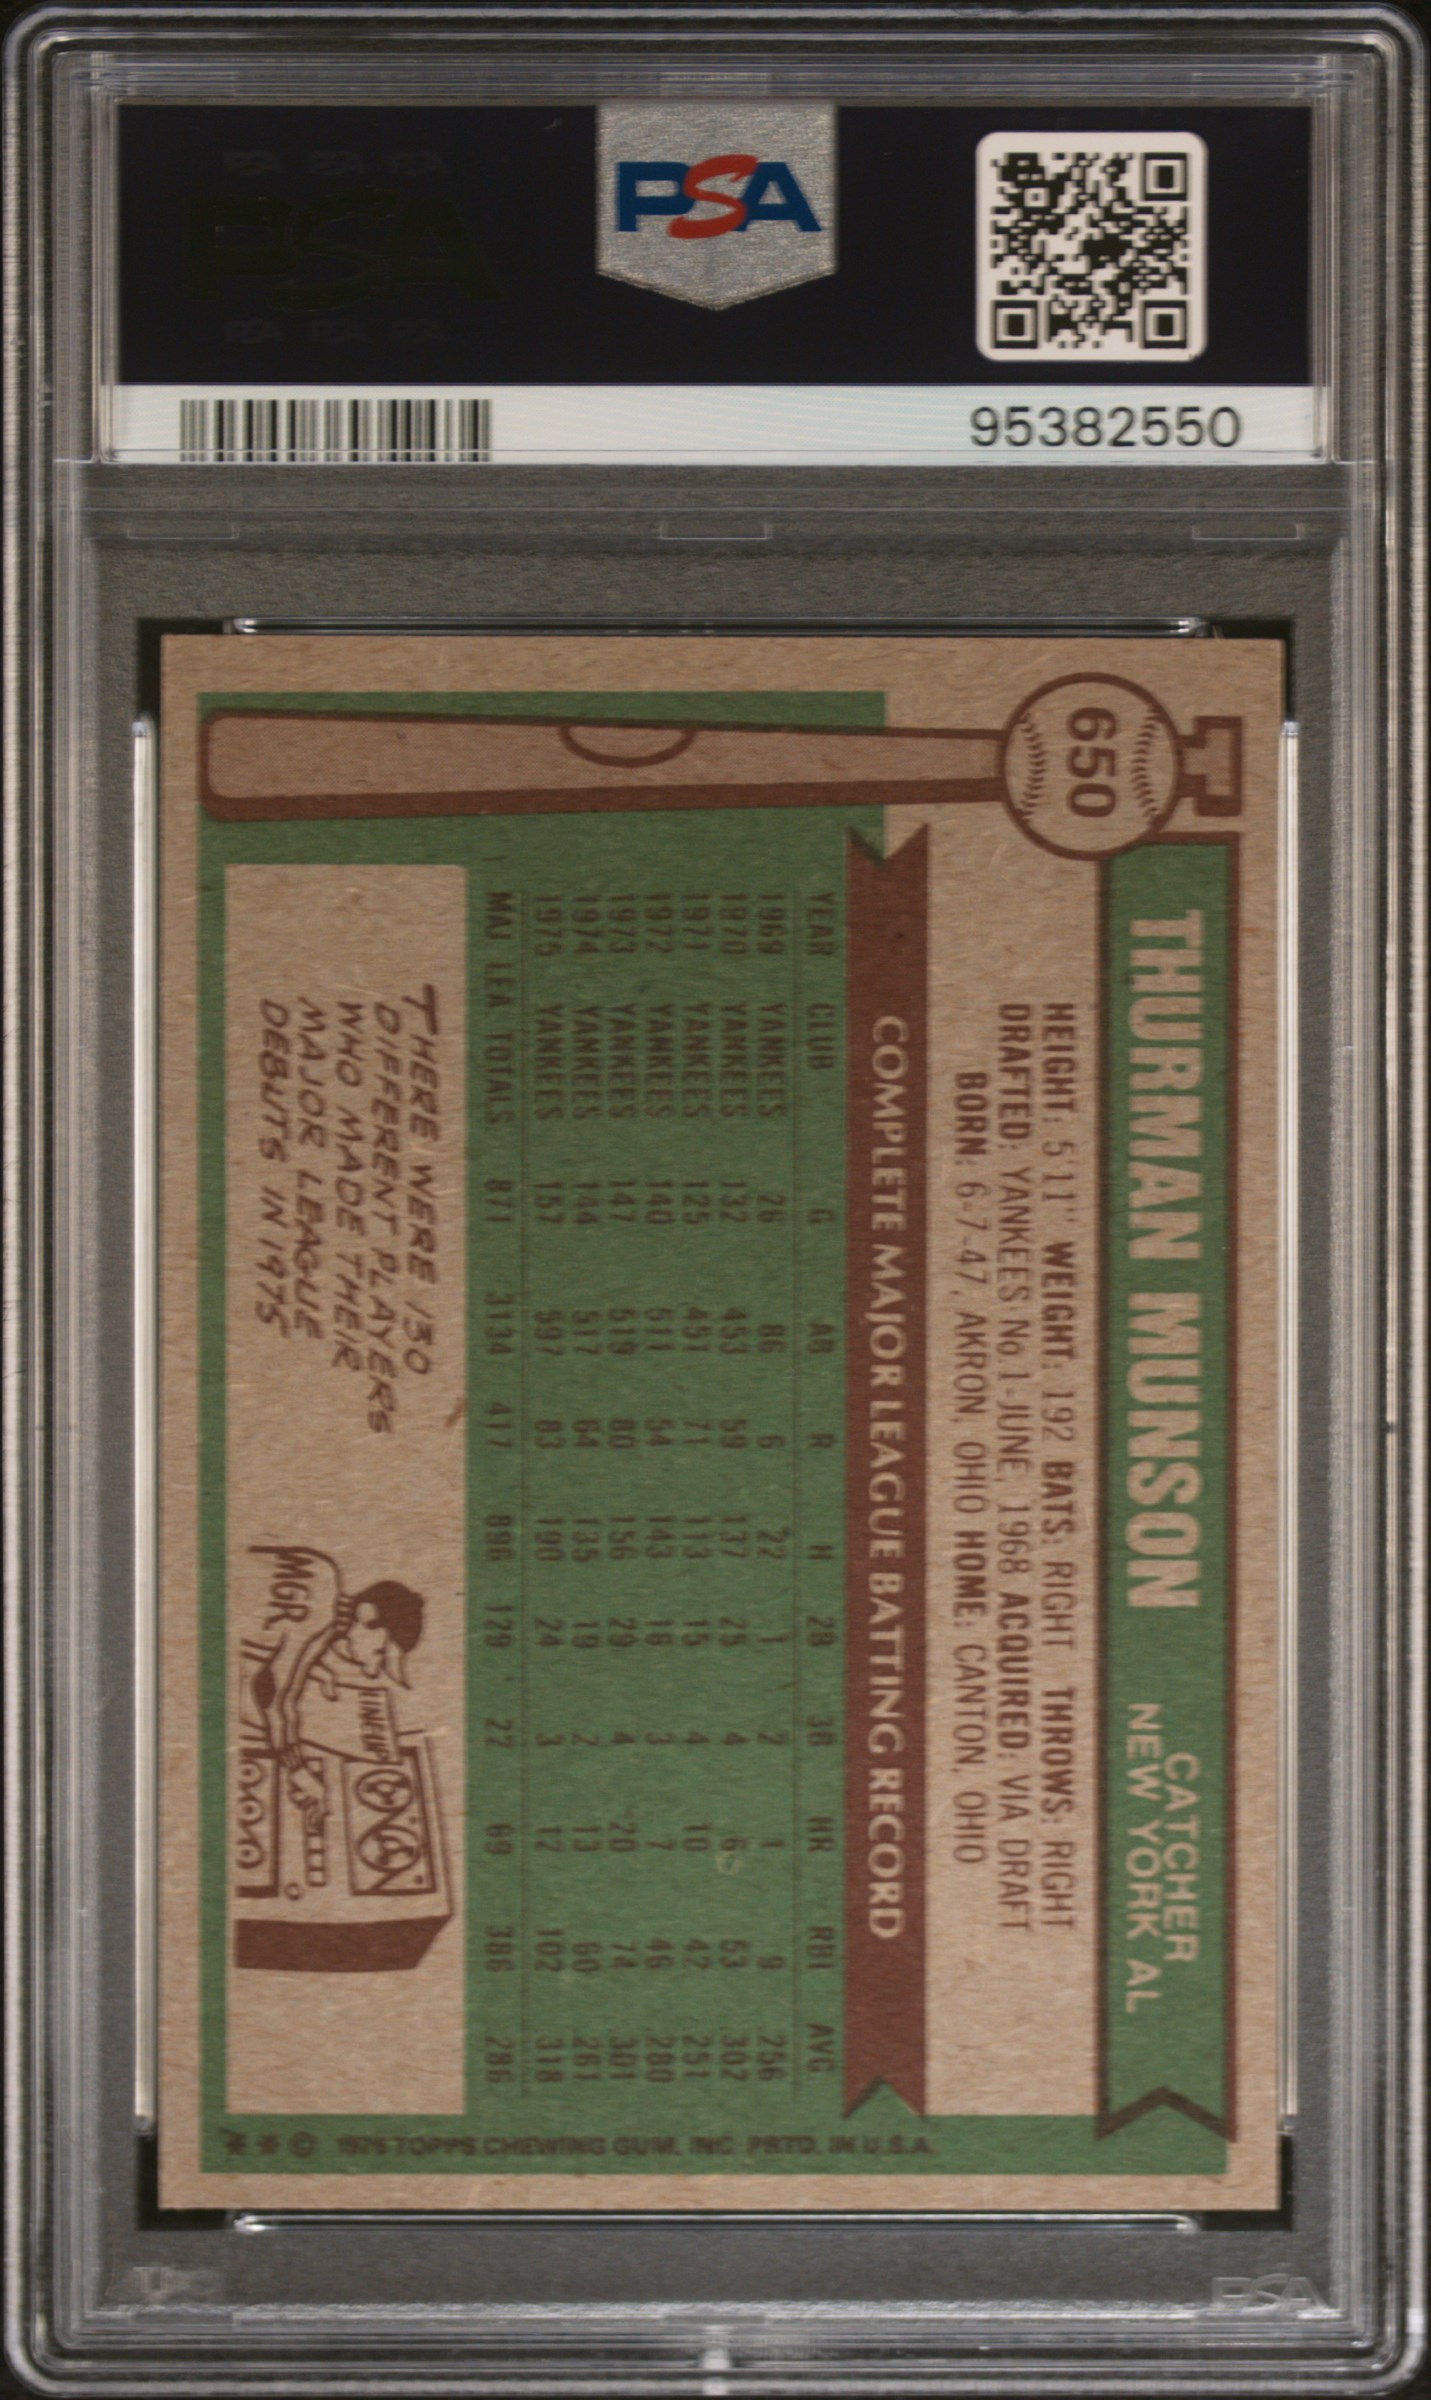 PSA
95382550
650
THURMAN MUNSON
CATCHER
NEW YORK AL
HEIGHT: 5'11" WEIGHT: 192 BATS: RIGHT THROWS: RIGHT
DRAFTED: YANKEES No.1-JUNE, 1968 ACQUIRED: VIA DRAFT
BORN: 6-7-47, AKRON, OHIO HOME: CANTON, OHIO
COMPLETE MAJOR LEAGUE BATTING RECORD
YEAR CLUB G AB R H 2B 3B HR RBI AVG.
1969 YANKEES 26 86 6 22 1 2 1 9 .256
1970 YANKEES 132 453 59 137 25 4 6 53 .302
1971 YANKEES 125 451 71 113 15 4 10 42 .251
1972 YANKEES 140 511 54 143 16 3 7 46 .280
1973 YANKEES 147 519 80 156 29 4 20 74 .301
1974 YANKEES 144 517 64 135 19 2 13 60 .261
1975 YANKEES 157 597 83 190 24 3 12 102 .318
MAJ LEA TOTALS 871 3134 417 896 129 22 69 386 .286
THERE WERE 130
DIFFERENT PLAYERS
WHO MADE THEIR
MAJOR LEAGUE
DEBUTS IN 1975
LINEUP
MGR
* * © 1976 TOPPS CHEWING GUM, INC. PRTD. IN U.S.A.
PSA